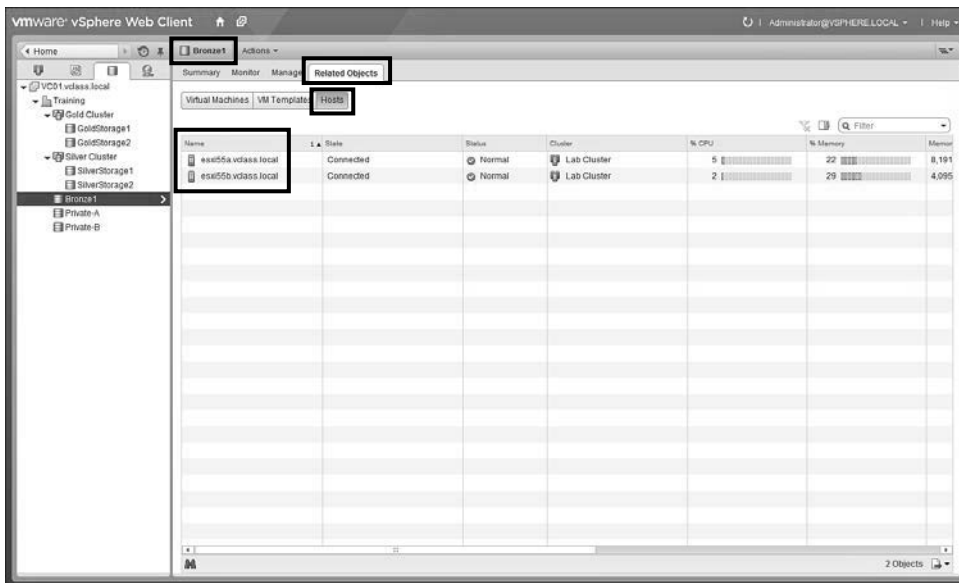 vmware® vSphere Web Client
Administrator@VSPHERE.LOCAL
Help
Home
Bronze1 Actions
Summary Monitor Manage Related Objects
Virtual Machines VM Templates Hosts
Filter
VC01.vclass.local
Training
Gold Cluster
GoldStorage1
GoldStorage2
Silver Cluster
SilverStorage1
SilverStorage2
Bronze1
Private-A
Private-B
Name 1 State Status Cluster % CPU % Memory Memor
esxi55a.vclass.local Connected Normal Lab Cluster 5 22 8,191
esxi55b.vclass.local Connected Normal Lab Cluster 2 29 4,095
2 Objects